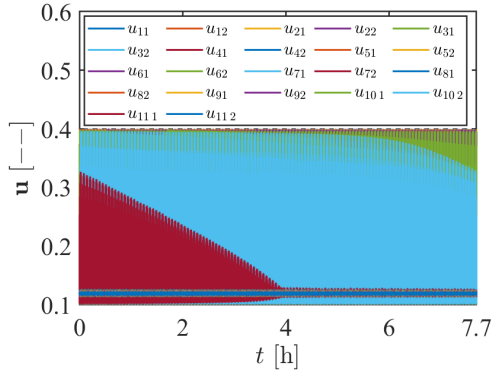 0.6
u11 u12 u21 u22 u31
u32 u41 u42 u51 u52
u61 u62 u71 u72 u81
u82 u91 u92 u10 1 u10 2
u11 1 u11 2
0.5
0.4
0.3
0.2
0.1
u [−−]
0 2 4 6 7.7
t [h]